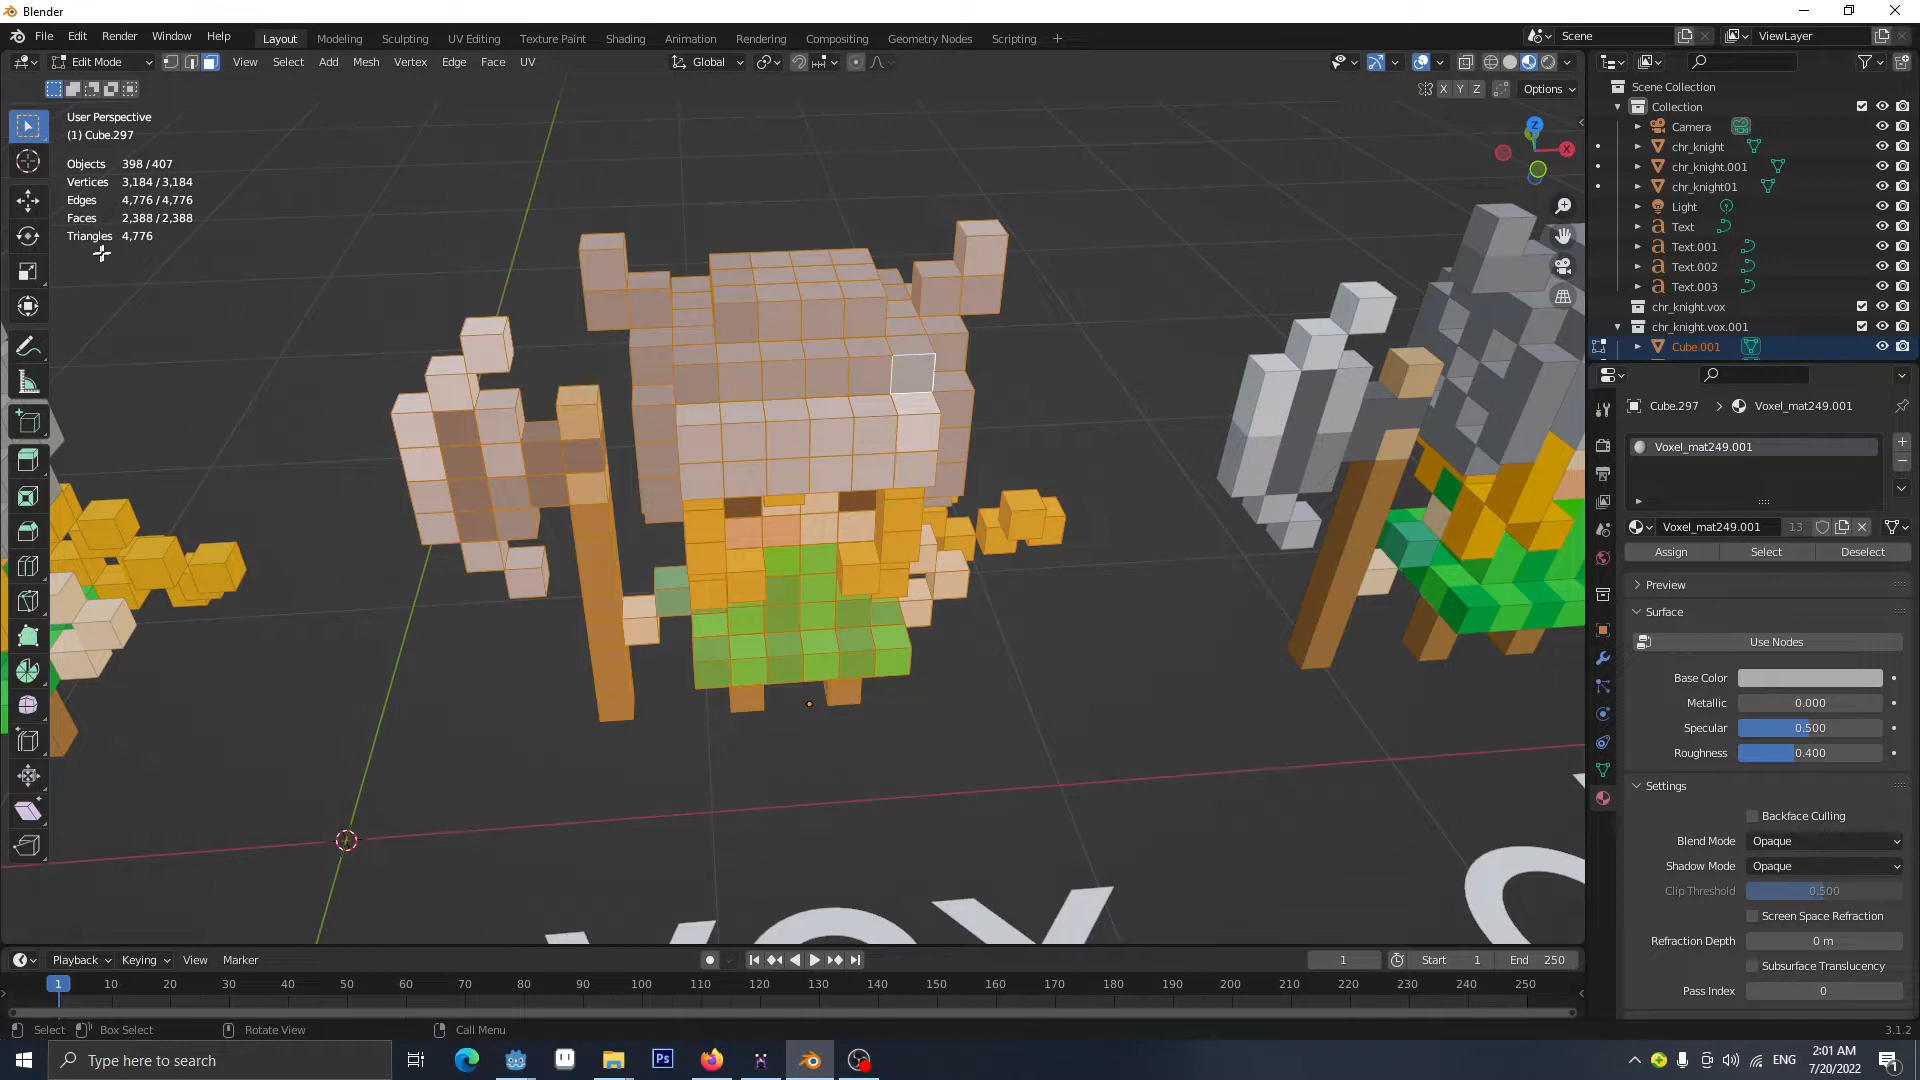 Blender
File Edit Render Window Help
Layout Modeling Sculpting UV Editing Texture Paint Shading Animation Rendering Compositing Geometry Nodes Scripting
Scene
ViewLayer
Edit Mode
View Select Add Mesh Vertex Edge Face UV
Global
X Y Z
Options
User Perspective
(1) Cube.297
Objects 398 / 407
Vertices 3,184 / 3,184
Edges 4,776 / 4,776
Faces 2,388 / 2,388
Triangles 4,776
Z
X
Scene Collection
Collection
Camera
chr_knight
chr_knight.001
chr_knight01
Light
Text
Text.001
Text.002
Text.003
chr_knight.vox
chr_knight.vox.001
Cube.001
Cube.297 > Voxel_mat249.001
Voxel_mat249.001
Voxel_mat249.001 13
Assign Select Deselect
Preview
Surface
Use Nodes
Base Color
Metallic 0.000
Specular 0.500
Roughness 0.400
Settings
Backface Culling
Blend Mode Opaque
Shadow Mode Opaque
Clip Threshold 0.500
Screen Space Refraction
Refraction Depth 0 m
Subsurface Translucency
Pass Index 0
Playback Keying View Marker
1 Start 1 End 250
1 10 20 30 40 50 60 70 80 90 100 110 120 130 140 150 160 170 180 190 200 210 220 230 240 250
Select Box Select Rotate View Call Menu 3.1.2
Type here to search
Ps
ENG
2:01 AM
7/20/2022
1